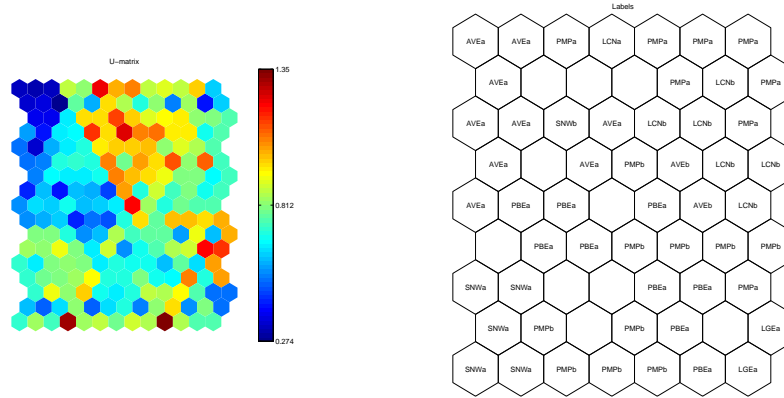 Labels
U-matrix
1.35
0.812
0.274
AVEa AVEa PMPa LCNa PMPa PMPa PMPa
AVEa PMPa LCNb PMPa
AVEa AVEa SNWb AVEa LCNb LCNb PMPa
AVEa AVEa PMPb AVEb LCNb LCNb
AVEa PBEa PBEa PBEa AVEb LCNb
PBEa PBEa PMPb PMPb PMPb PMPb
SNWa SNWa PBEa PBEa PMPa
SNWa PMPb PMPb PBEa LGEa
SNWa SNWa PMPb PMPb PMPb PBEa LGEa